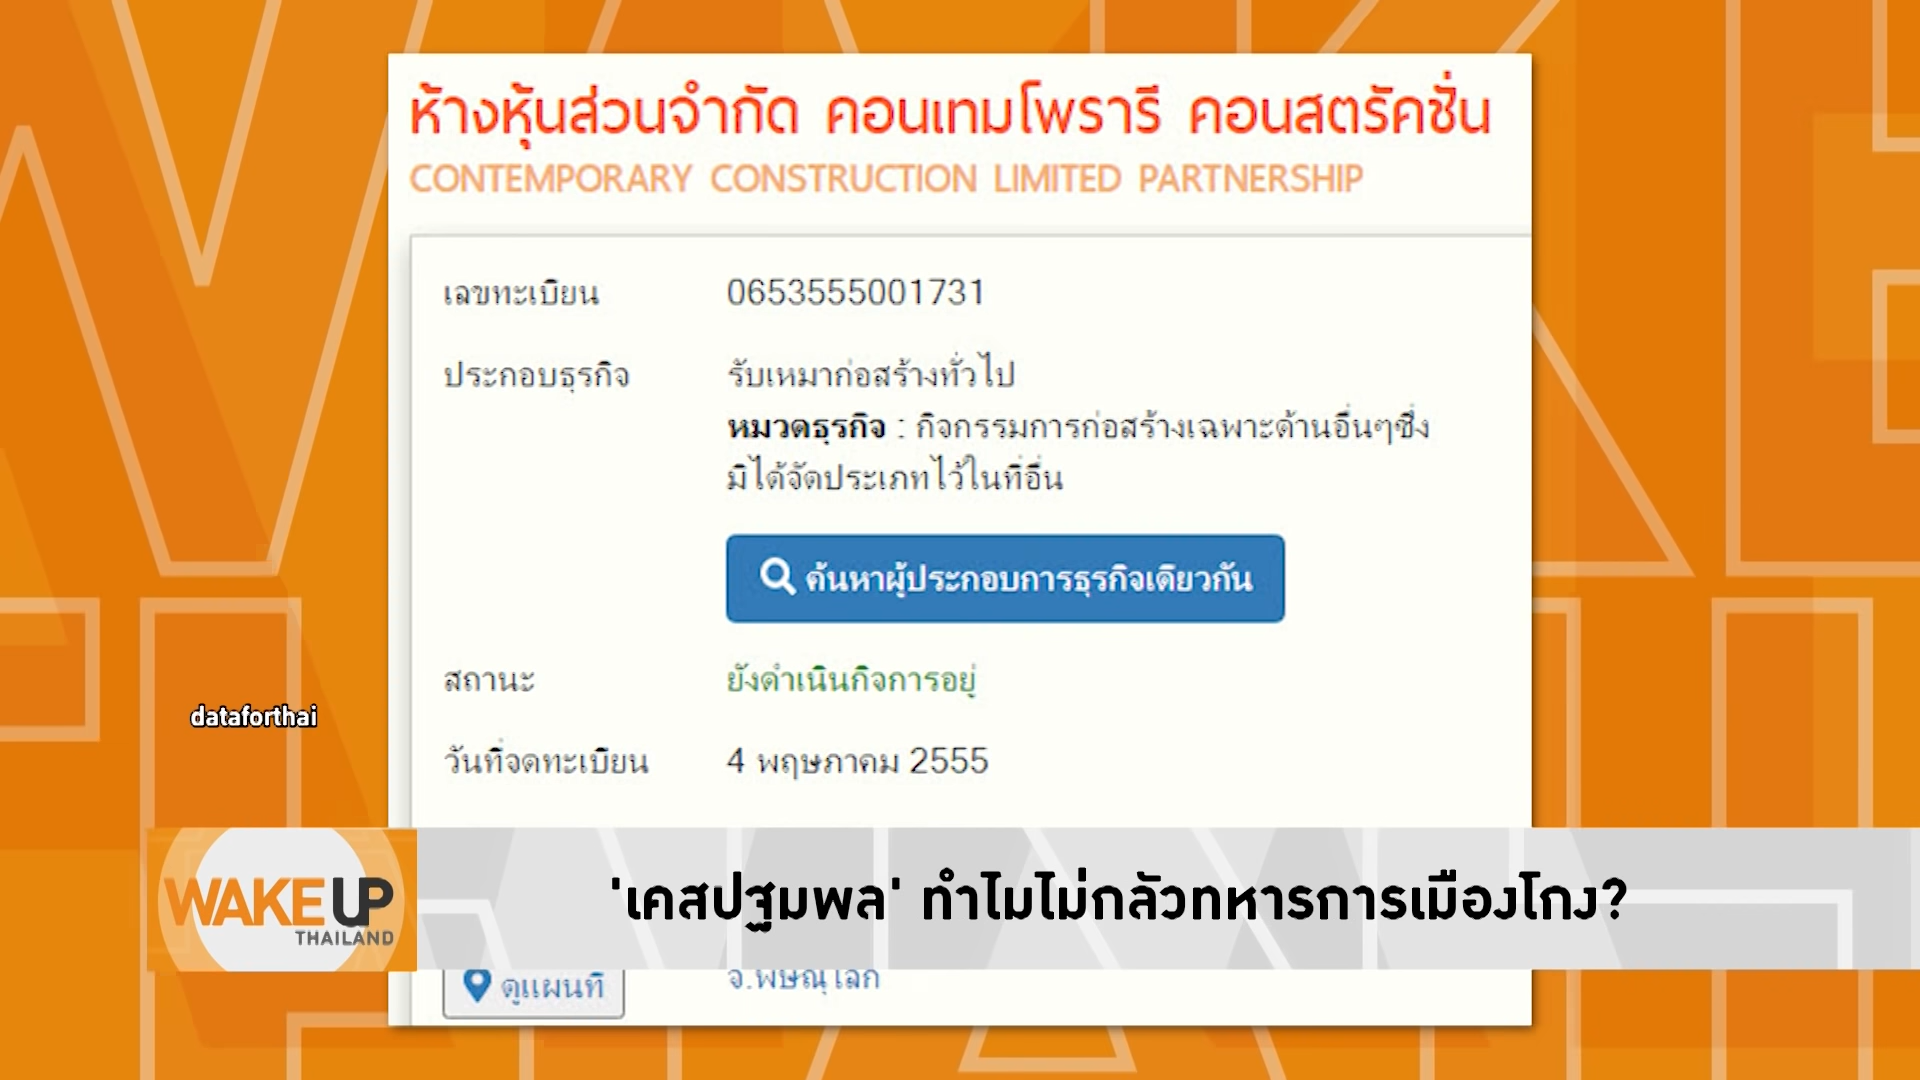 ห้างหุ้นส่วนจำกัด คอนเทมโพรารี คอนสตรัคชั่น
CONTEMPORARY CONSTRUCTION LIMITED PARTNERSHIP
เลขทะเบียน 0653555001731
ประกอบธุรกิจ รับเหมาก่อสร้างทั่วไป
หมวดธุรกิจ : กิจกรรมการก่อสร้างเฉพาะด้านอื่นๆซึ่ง
มิได้จัดประเภทไว้ในที่อื่น
ค้นหาผู้ประกอบการธุรกิจเดียวกัน
สถานะ ยังดำเนินกิจการอยู่
dataforthai
วันที่จดทะเบียน 4 พฤษภาคม 2555
WAKE UP
THAILAND
'เคสปฐมพล' ทำไมไม่กลัวทหารการเมืองโกง?
ดูแผนที่ จ.พิษณุโลก